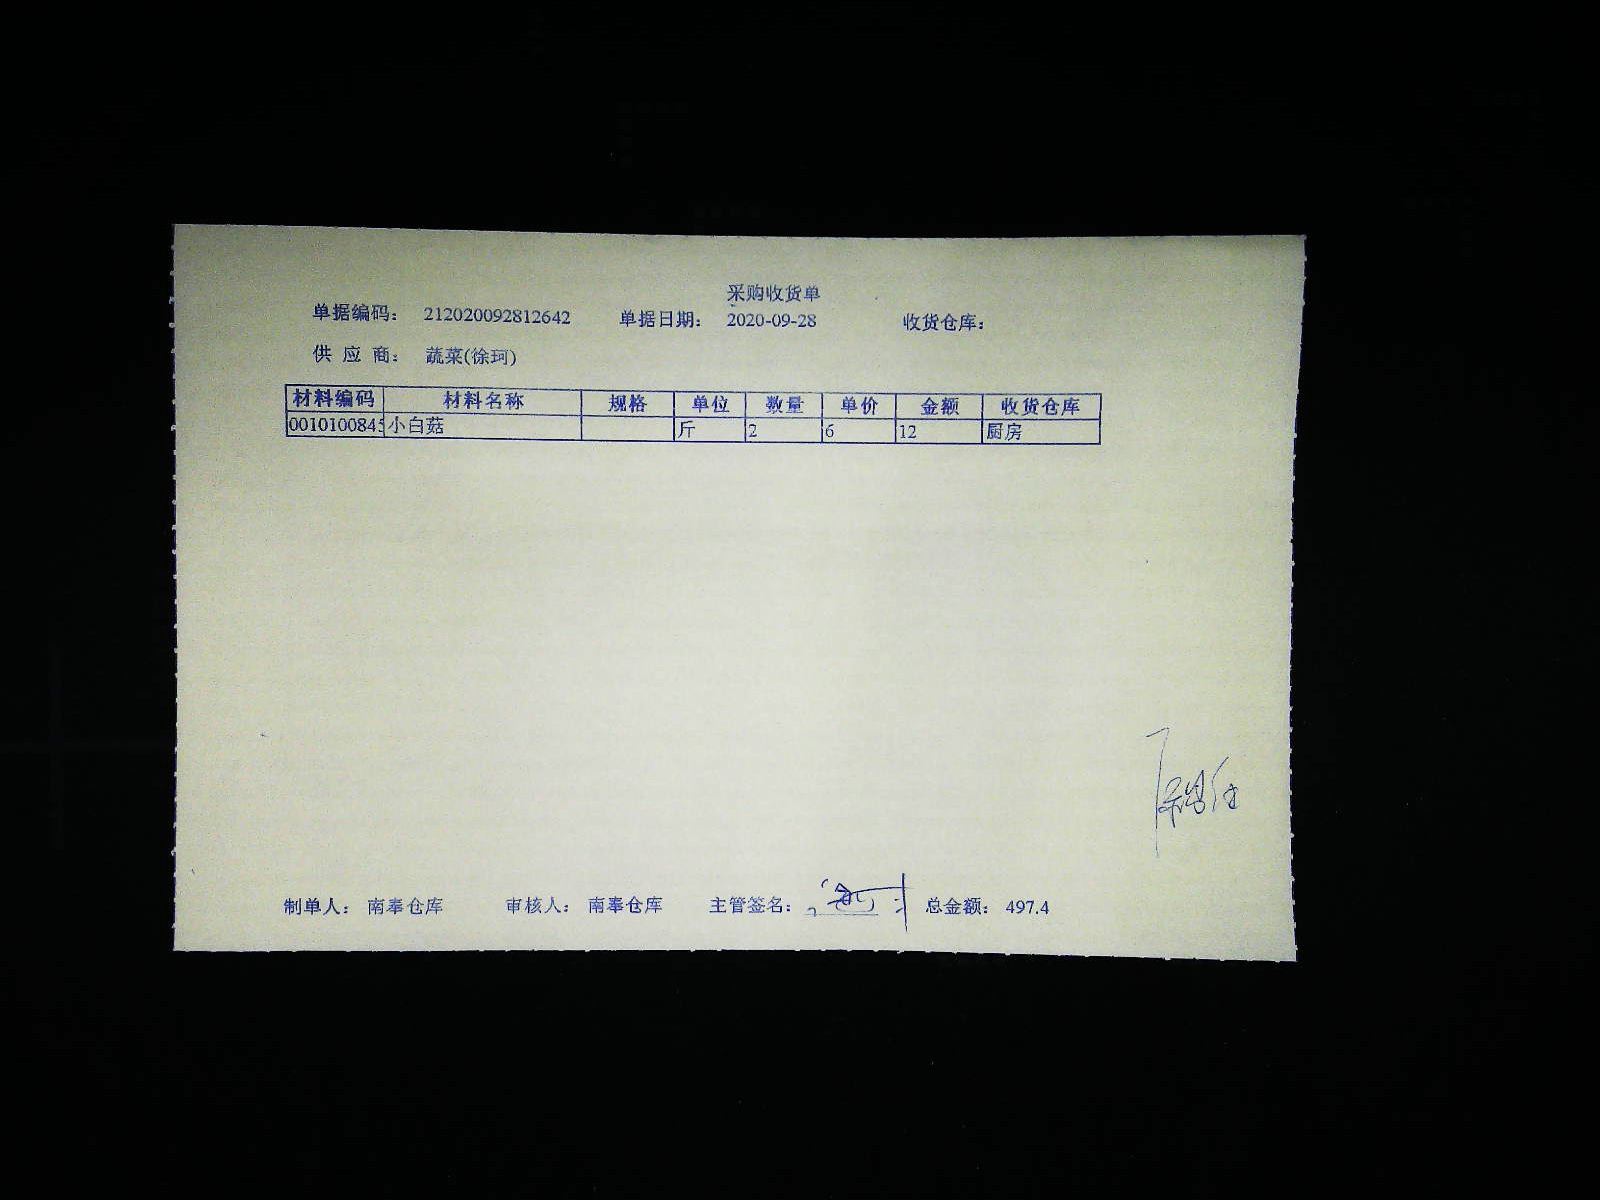 采购收货单
单据编码： 212020092812642 单据日期： 2020-09-28 收货仓库：
供 应 商： 蔬菜(徐珂)
材料编码 材料名称 规格 单位 数量 单价 金额 收货仓库
001010084 小白菇 斤 2 6 12 厨房
制单人： 南奉仓库 审核人： 南奉仓库 主管签名： 总金额： 497.4